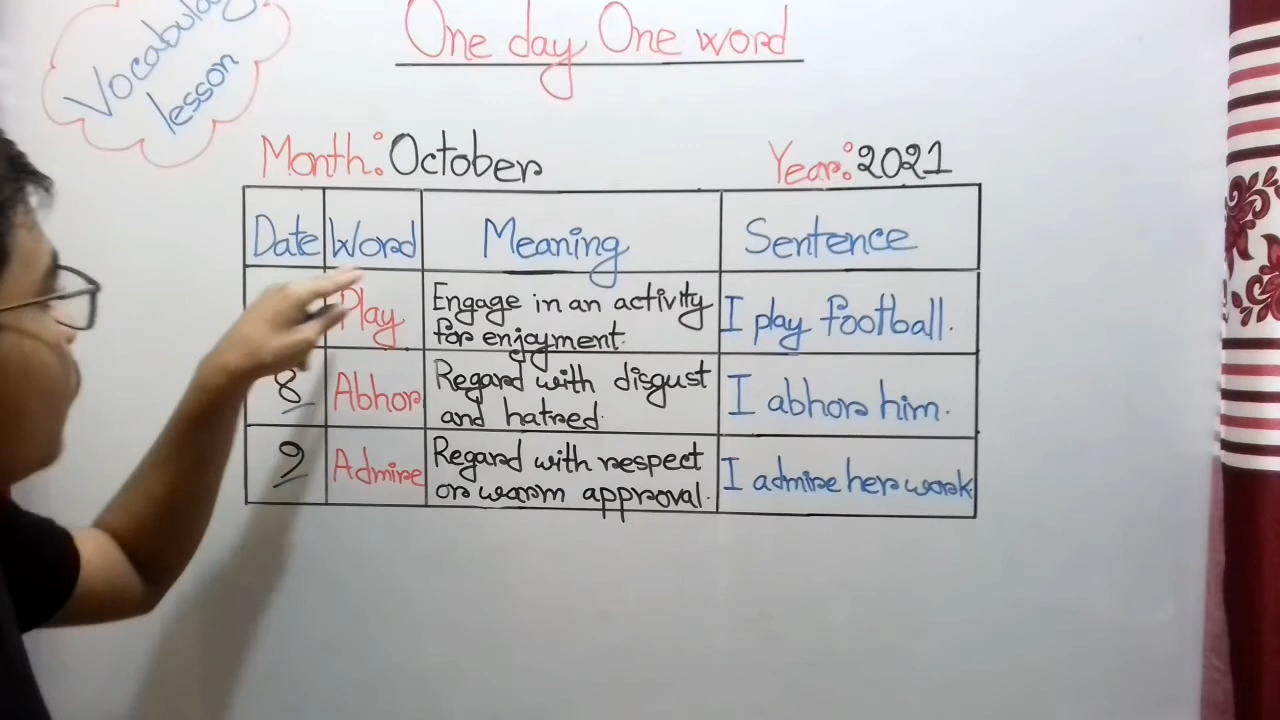 Vocabulary
lesson
One day One word
Month: October Year: 2021
Date Word Meaning Sentence
Play Engage in an activity I play football.
for enjoyment.
8 Abhor Regard with disgust I abhor him.
and hatred.
9 Admire Regard with respect I admire her work
or warm approval.